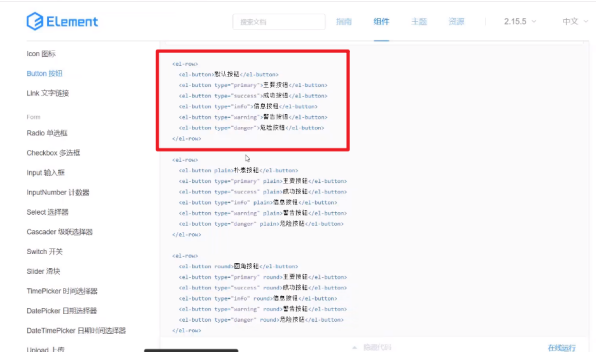 Element
搜索文档
指南
组件
主题
资源
2.15.5
中文
Icon 图标
Button 按钮
Link 文字链接
Form
Radio 单选框
Checkbox 多选框
Input 输入框
InputNumber 计数器
Select 选择器
Cascader 级联选择器
Switch 开关
Slider 滑块
TimePicker 时间选择器
DatePicker 日期选择器
DateTimePicker 日期时间选择器
Upload 上传
<el-row>
<el-button>默认按钮</el-button>
<el-button type="primary">主要按钮</el-button>
<el-button type="success">成功按钮</el-button>
<el-button type="info">信息按钮</el-button>
<el-button type="warning">警告按钮</el-button>
<el-button type="danger">危险按钮</el-button>
</el-row>
<el-row>
<el-button plain>朴素按钮</el-button>
<el-button type="primary" plain>主要按钮</el-button>
<el-button type="success" plain>成功按钮</el-button>
<el-button type="info" plain>信息按钮</el-button>
<el-button type="warning" plain>警告按钮</el-button>
<el-button type="danger" plain>危险按钮</el-button>
</el-row>
<el-row>
<el-button round>圆角按钮</el-button>
<el-button type="primary" round>主要按钮</el-button>
<el-button type="success" round>成功按钮</el-button>
<el-button type="info" round>信息按钮</el-button>
<el-button type="warning" round>警告按钮</el-button>
<el-button type="danger" round>危险按钮</el-button>
</el-row>
隐藏代码
在线运行